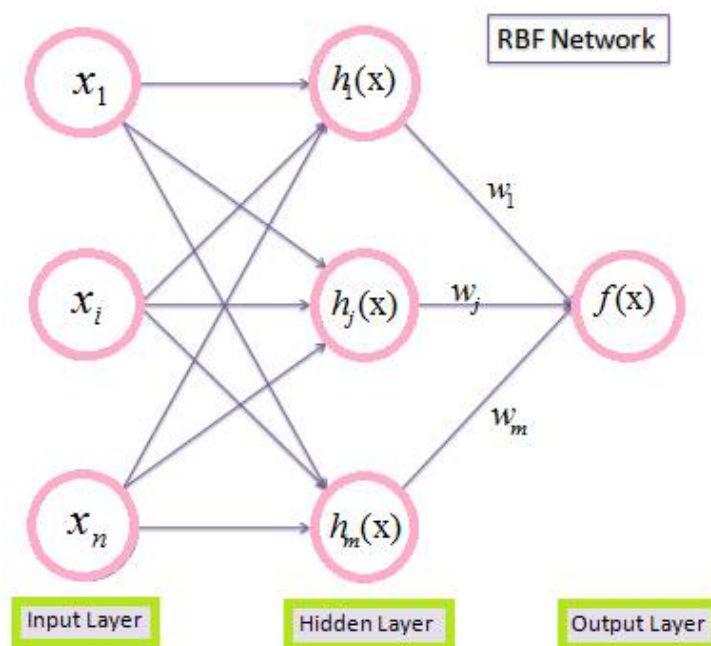 RBF Network
x₁
h₁(x)
w₁
xᵢ
hⱼ(x)
wⱼ
f(x)
wₘ
xₙ
hₘ(x)
Input Layer
Hidden Layer
Output Layer